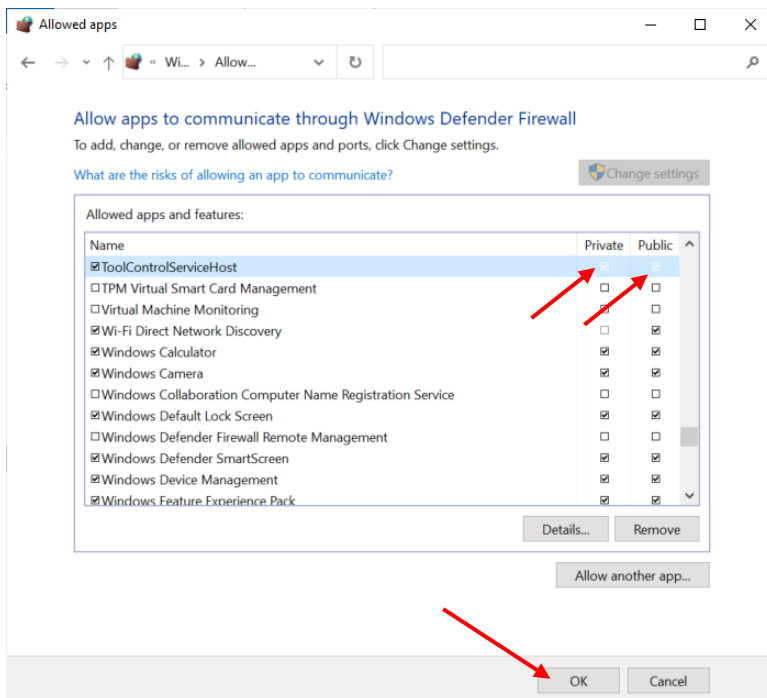 Allowed apps
« Wi... > Allow...
Allow apps to communicate through Windows Defender Firewall
To add, change, or remove allowed apps and ports, click Change settings.
What are the risks of allowing an app to communicate?
Change settings
Allowed apps and features:
Name Private Public
ToolControlServiceHost
TPM Virtual Smart Card Management
Virtual Machine Monitoring
Wi-Fi Direct Network Discovery
Windows Calculator
Windows Camera
Windows Collaboration Computer Name Registration Service
Windows Default Lock Screen
Windows Defender Firewall Remote Management
Windows Defender SmartScreen
Windows Device Management
Windows Feature Experience Pack
Details... Remove
Allow another app...
OK Cancel